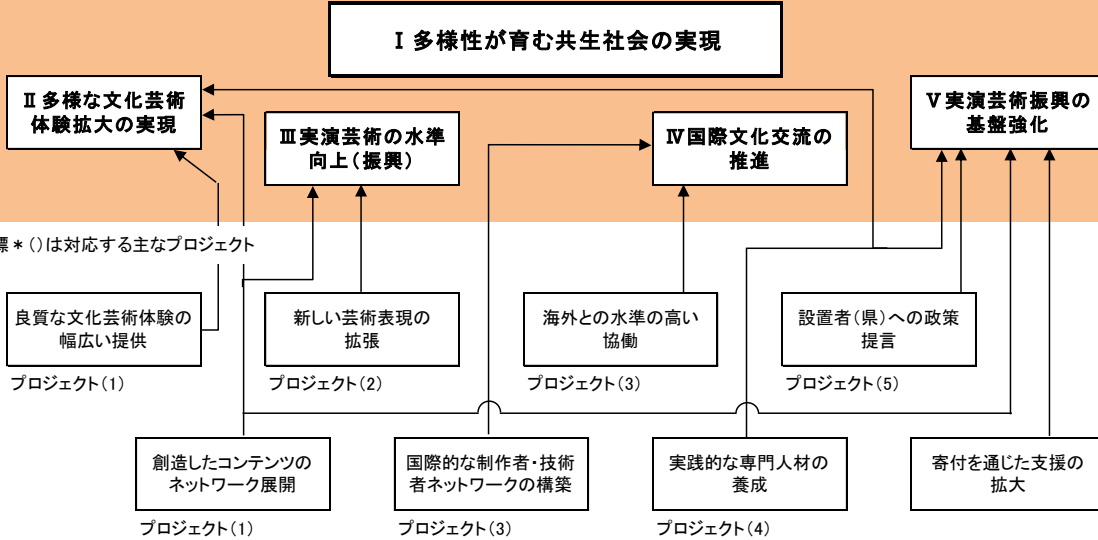 Ⅰ 多様性が育む共生社会の実現
Ⅱ多様な文化芸術
体験拡大の実現
Ⅲ実演芸術の水準
向上（振興）
Ⅳ国際文化交流の
推進
Ⅴ実演芸術振興の
基盤強化
標＊（）は対応する主なプロジェクト
良質な文化芸術体験の
幅広い提供
プロジェクト（１）
新しい芸術表現の
拡張
プロジェクト（２）
海外との水準の高い
協働
プロジェクト（３）
設置者（県）への政策
提言
プロジェクト（５）
創造したコンテンツの
ネットワーク展開
プロジェクト（１）
国際的な制作者・技術
者ネットワークの構築
プロジェクト（３）
実践的な専門人材の
養成
プロジェクト（４）
寄付を通じた支援の
拡大